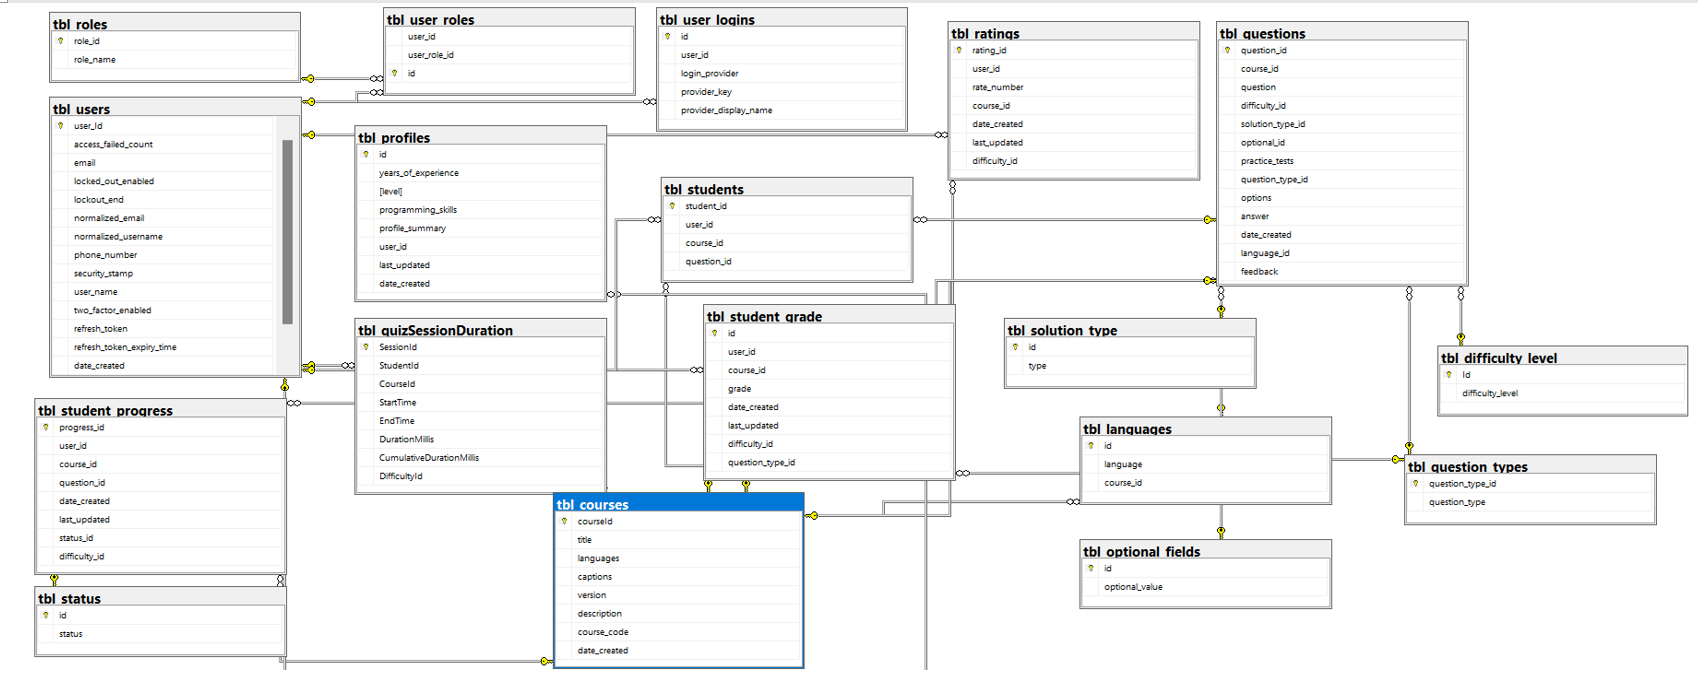 tbl_roles
role_id
role_name
tbl_user_roles
user_id
user_role_id
id
tbl_user_logins
id
user_id
login_provider
provider_key
provider_display_name
tbl_ratings
rating_id
user_id
rate_number
course_id
date_created
last_updated
difficulty_id
tbl_questions
question_id
course_id
question
difficulty_id
solution_type_id
optional_id
practice_tests
question_type_id
options
answer
date_created
language_id
feedback
tbl_users
user_Id
access_failed_count
email
locked_out_enabled
lockout_end
normalized_email
normalized_username
phone_number
security_stamp
user_name
two_factor_enabled
refresh_token
refresh_token_expiry_time
date_created
tbl_profiles
id
years_of_experience
[level]
programming_skills
profile_summary
user_id
last_updated
date_created
tbl_students
student_id
user_id
course_id
question_id
tbl_quizSessionDuration
SessionId
StudentId
CourseId
StartTime
EndTime
DurationMillis
CumulativeDurationMillis
DifficultyId
tbl_student_grade
id
user_id
course_id
grade
date_created
last_updated
difficulty_id
question_type_id
tbl_solution_type
id
type
tbl_difficulty_level
Id
difficulty_level
tbl_student_progress
progress_id
user_id
course_id
question_id
date_created
last_updated
status_id
difficulty_id
tbl_languages
id
language
course_id
tbl_question_types
question_type_id
question_type
tbl_courses
courseId
title
languages
captions
version
description
course_code
date_created
tbl_optional_fields
id
optional_value
tbl_status
id
status